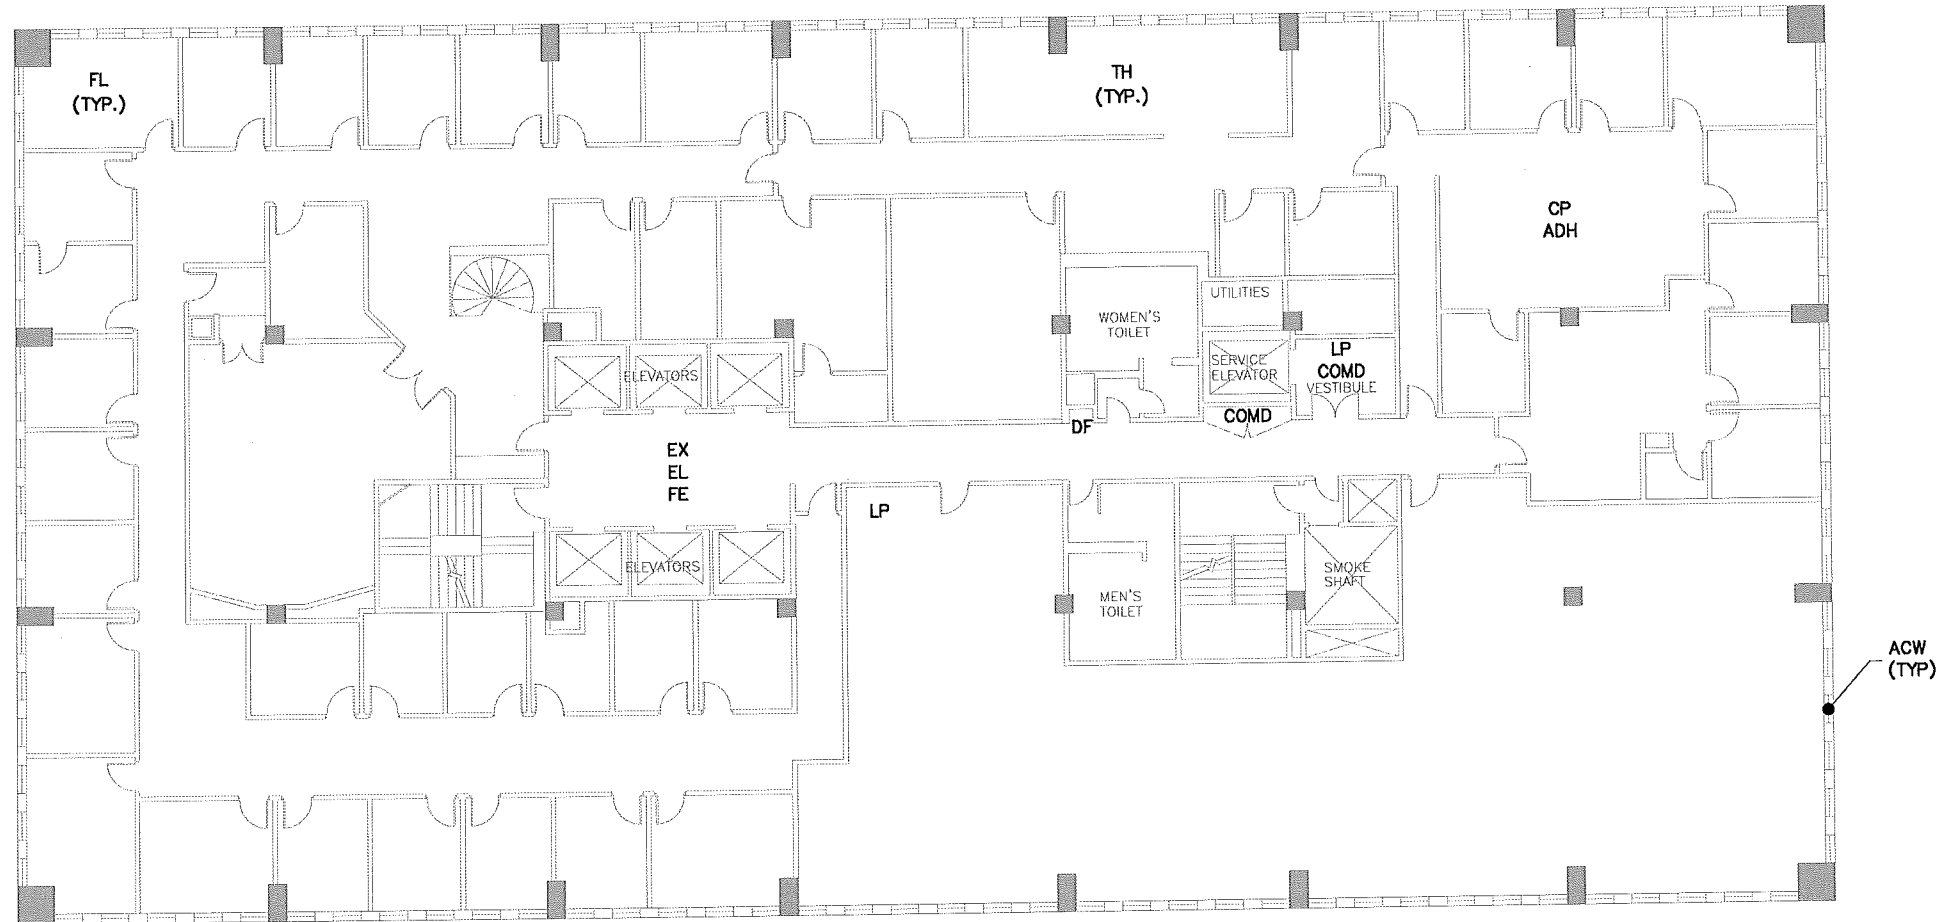 FL
(TYP.)
TH
(TYP.)
CP
ADH
UTILITIES
WOMEN'S
TOILET
SERVICE
ELEVATOR
LP
COMD
VESTIBULE
ELEVATORS
COMD
DF
EX
EL
FE
LP
ELEVATORS
SMOKE
SHAFT
MEN'S
TOILET
ACW
(TYP)